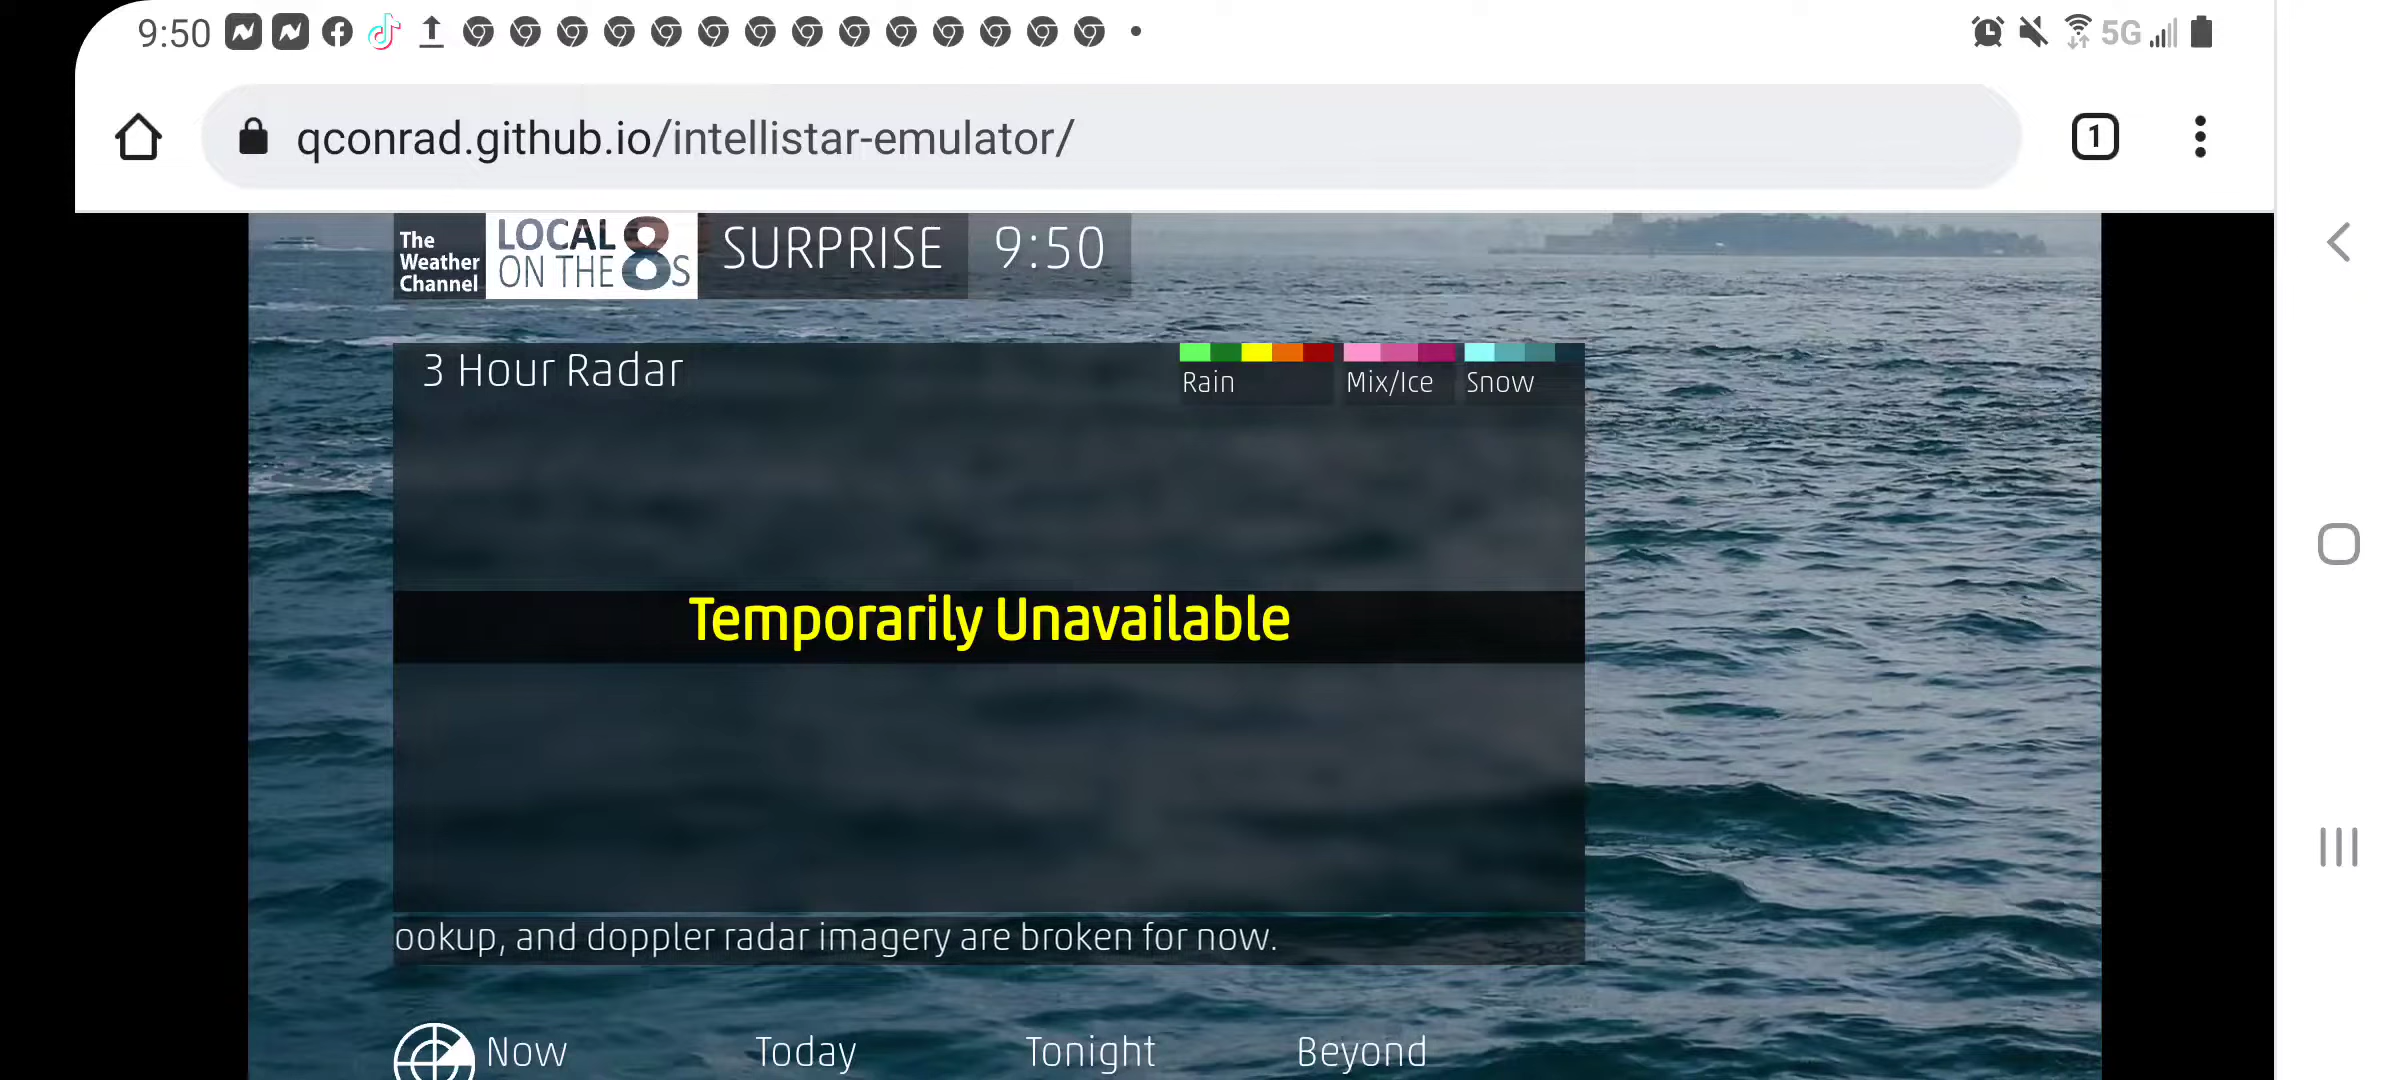 9:50
5G
qconrad.github.io/intellistar-emulator/
1
The
Weather
Channel
LOCAL
ON THE 8s
SURPRISE
9:50
3 Hour Radar
Rain
Mix/Ice
Snow
Temporarily Unavailable
ookup, and doppler radar imagery are broken for now.
Now
Today
Tonight
Beyond